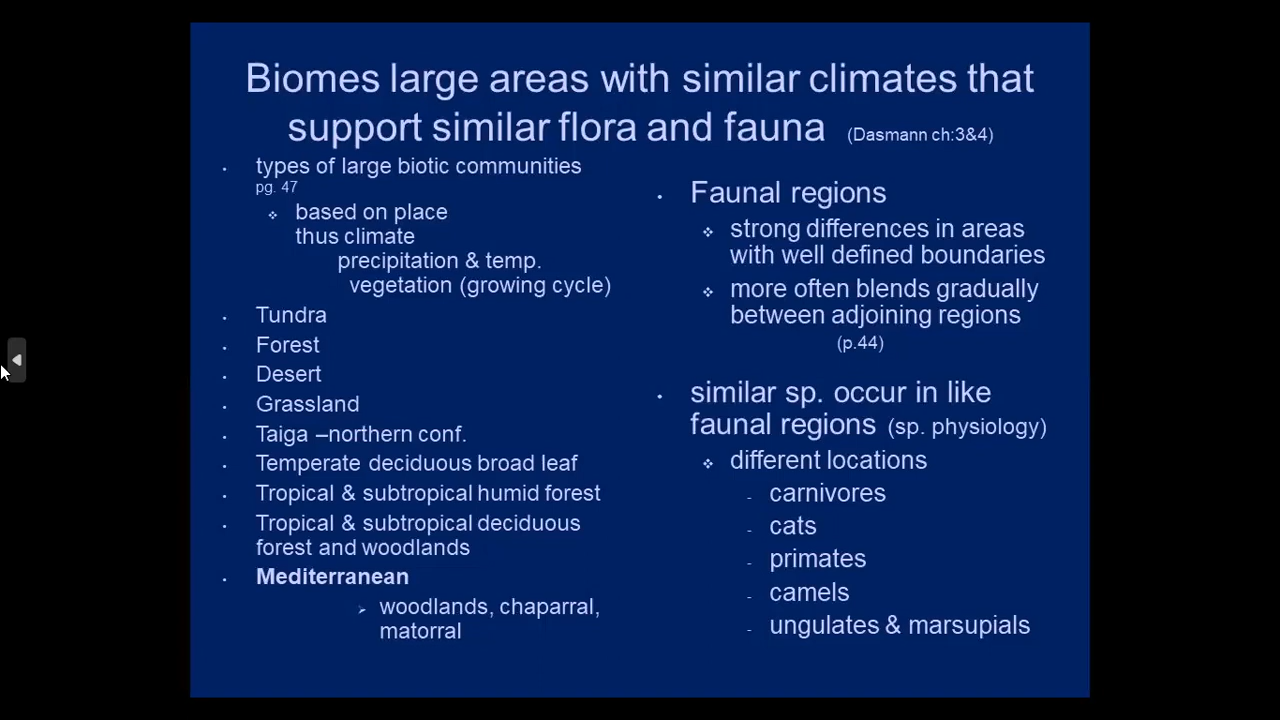 Biomes large areas with similar climates that
support similar flora and fauna (Dasmann ch:3&4)
• types of large biotic communities
pg. 47
❖ based on place
thus climate
precipitation & temp.
vegetation (growing cycle)
• Tundra
• Forest
• Desert
• Grassland
• Taiga –northern conf.
• Temperate deciduous broad leaf
• Tropical & subtropical humid forest
• Tropical & subtropical deciduous
forest and woodlands
• Mediterranean
➢ woodlands, chaparral,
matorral
• Faunal regions
❖ strong differences in areas
with well defined boundaries
❖ more often blends gradually
between adjoining regions
(p.44)
• similar sp. occur in like
faunal regions (sp. physiology)
❖ different locations
- carnivores
- cats
- primates
- camels
- ungulates & marsupials